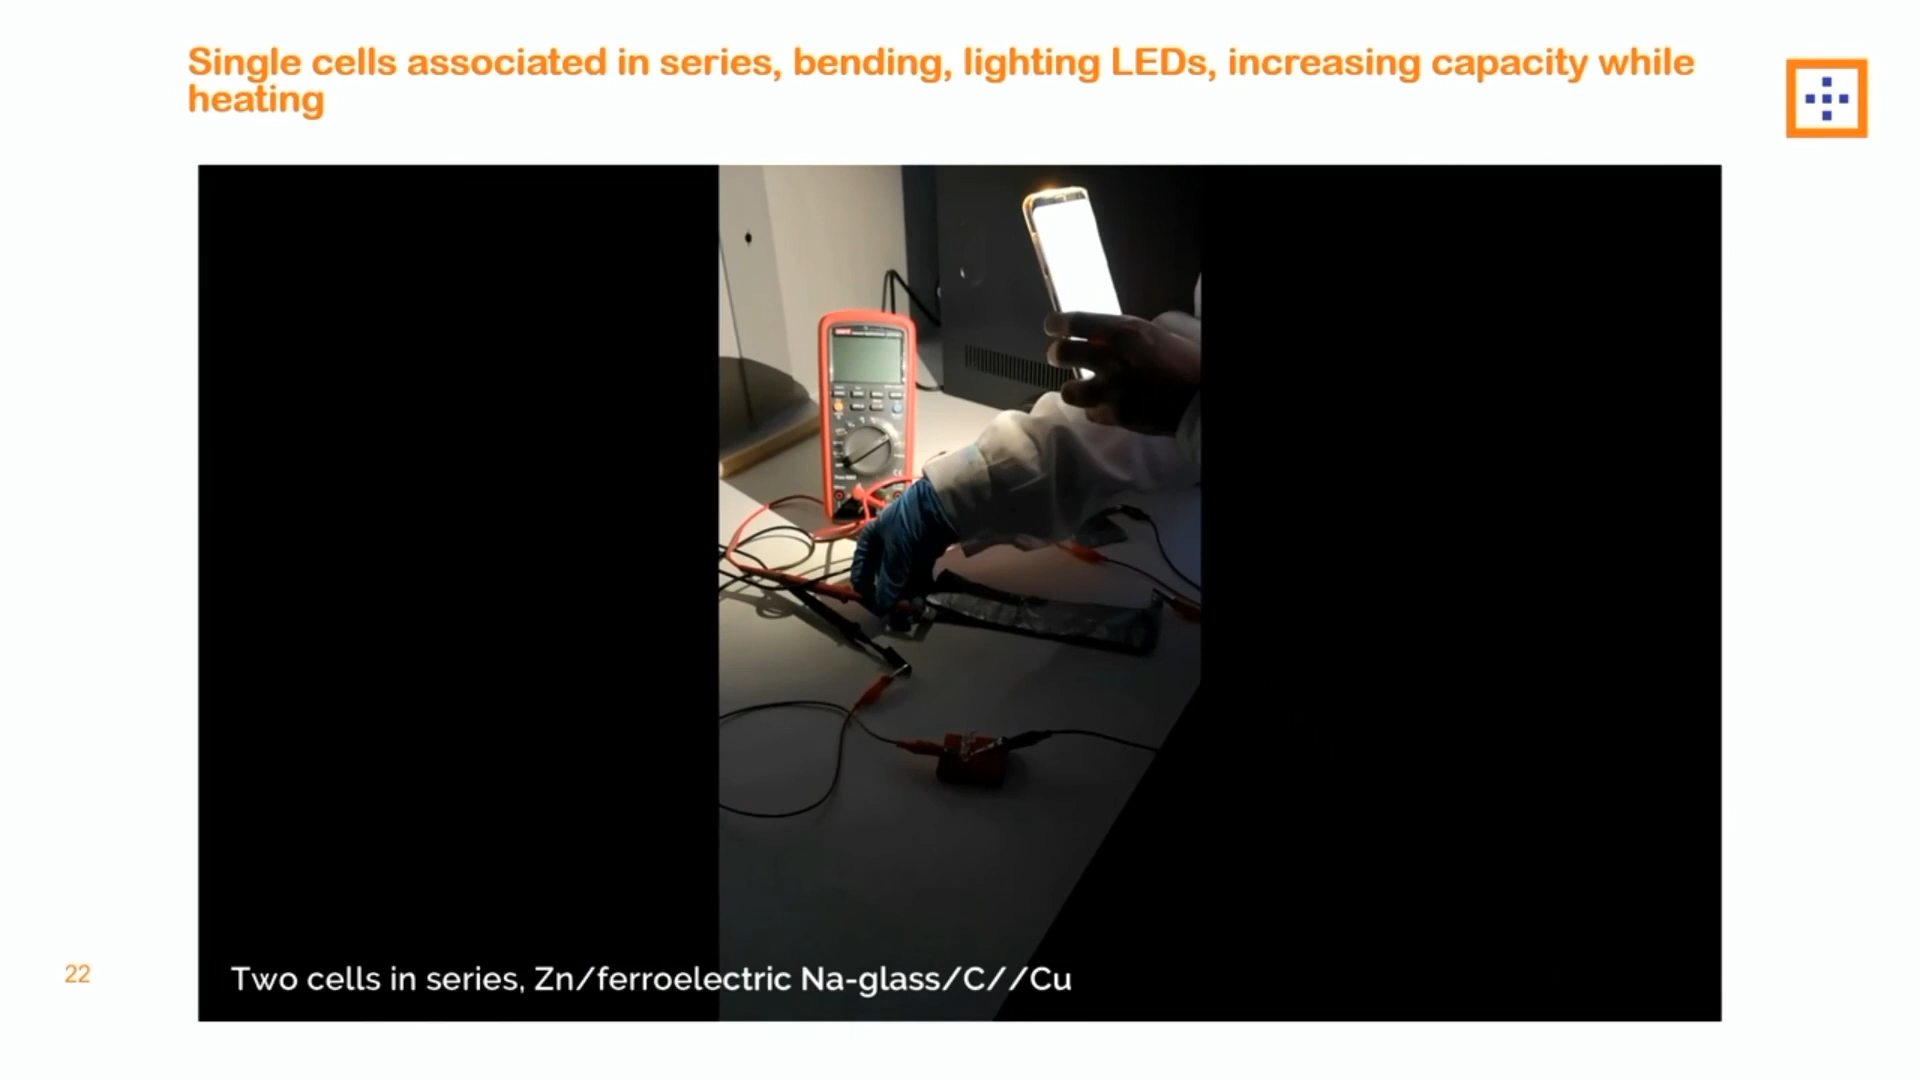 Single cells associated in series, bending, lighting LEDs, increasing capacity while
heating
22
Two cells in series, Zn/ferroelectric Na-glass/C//Cu